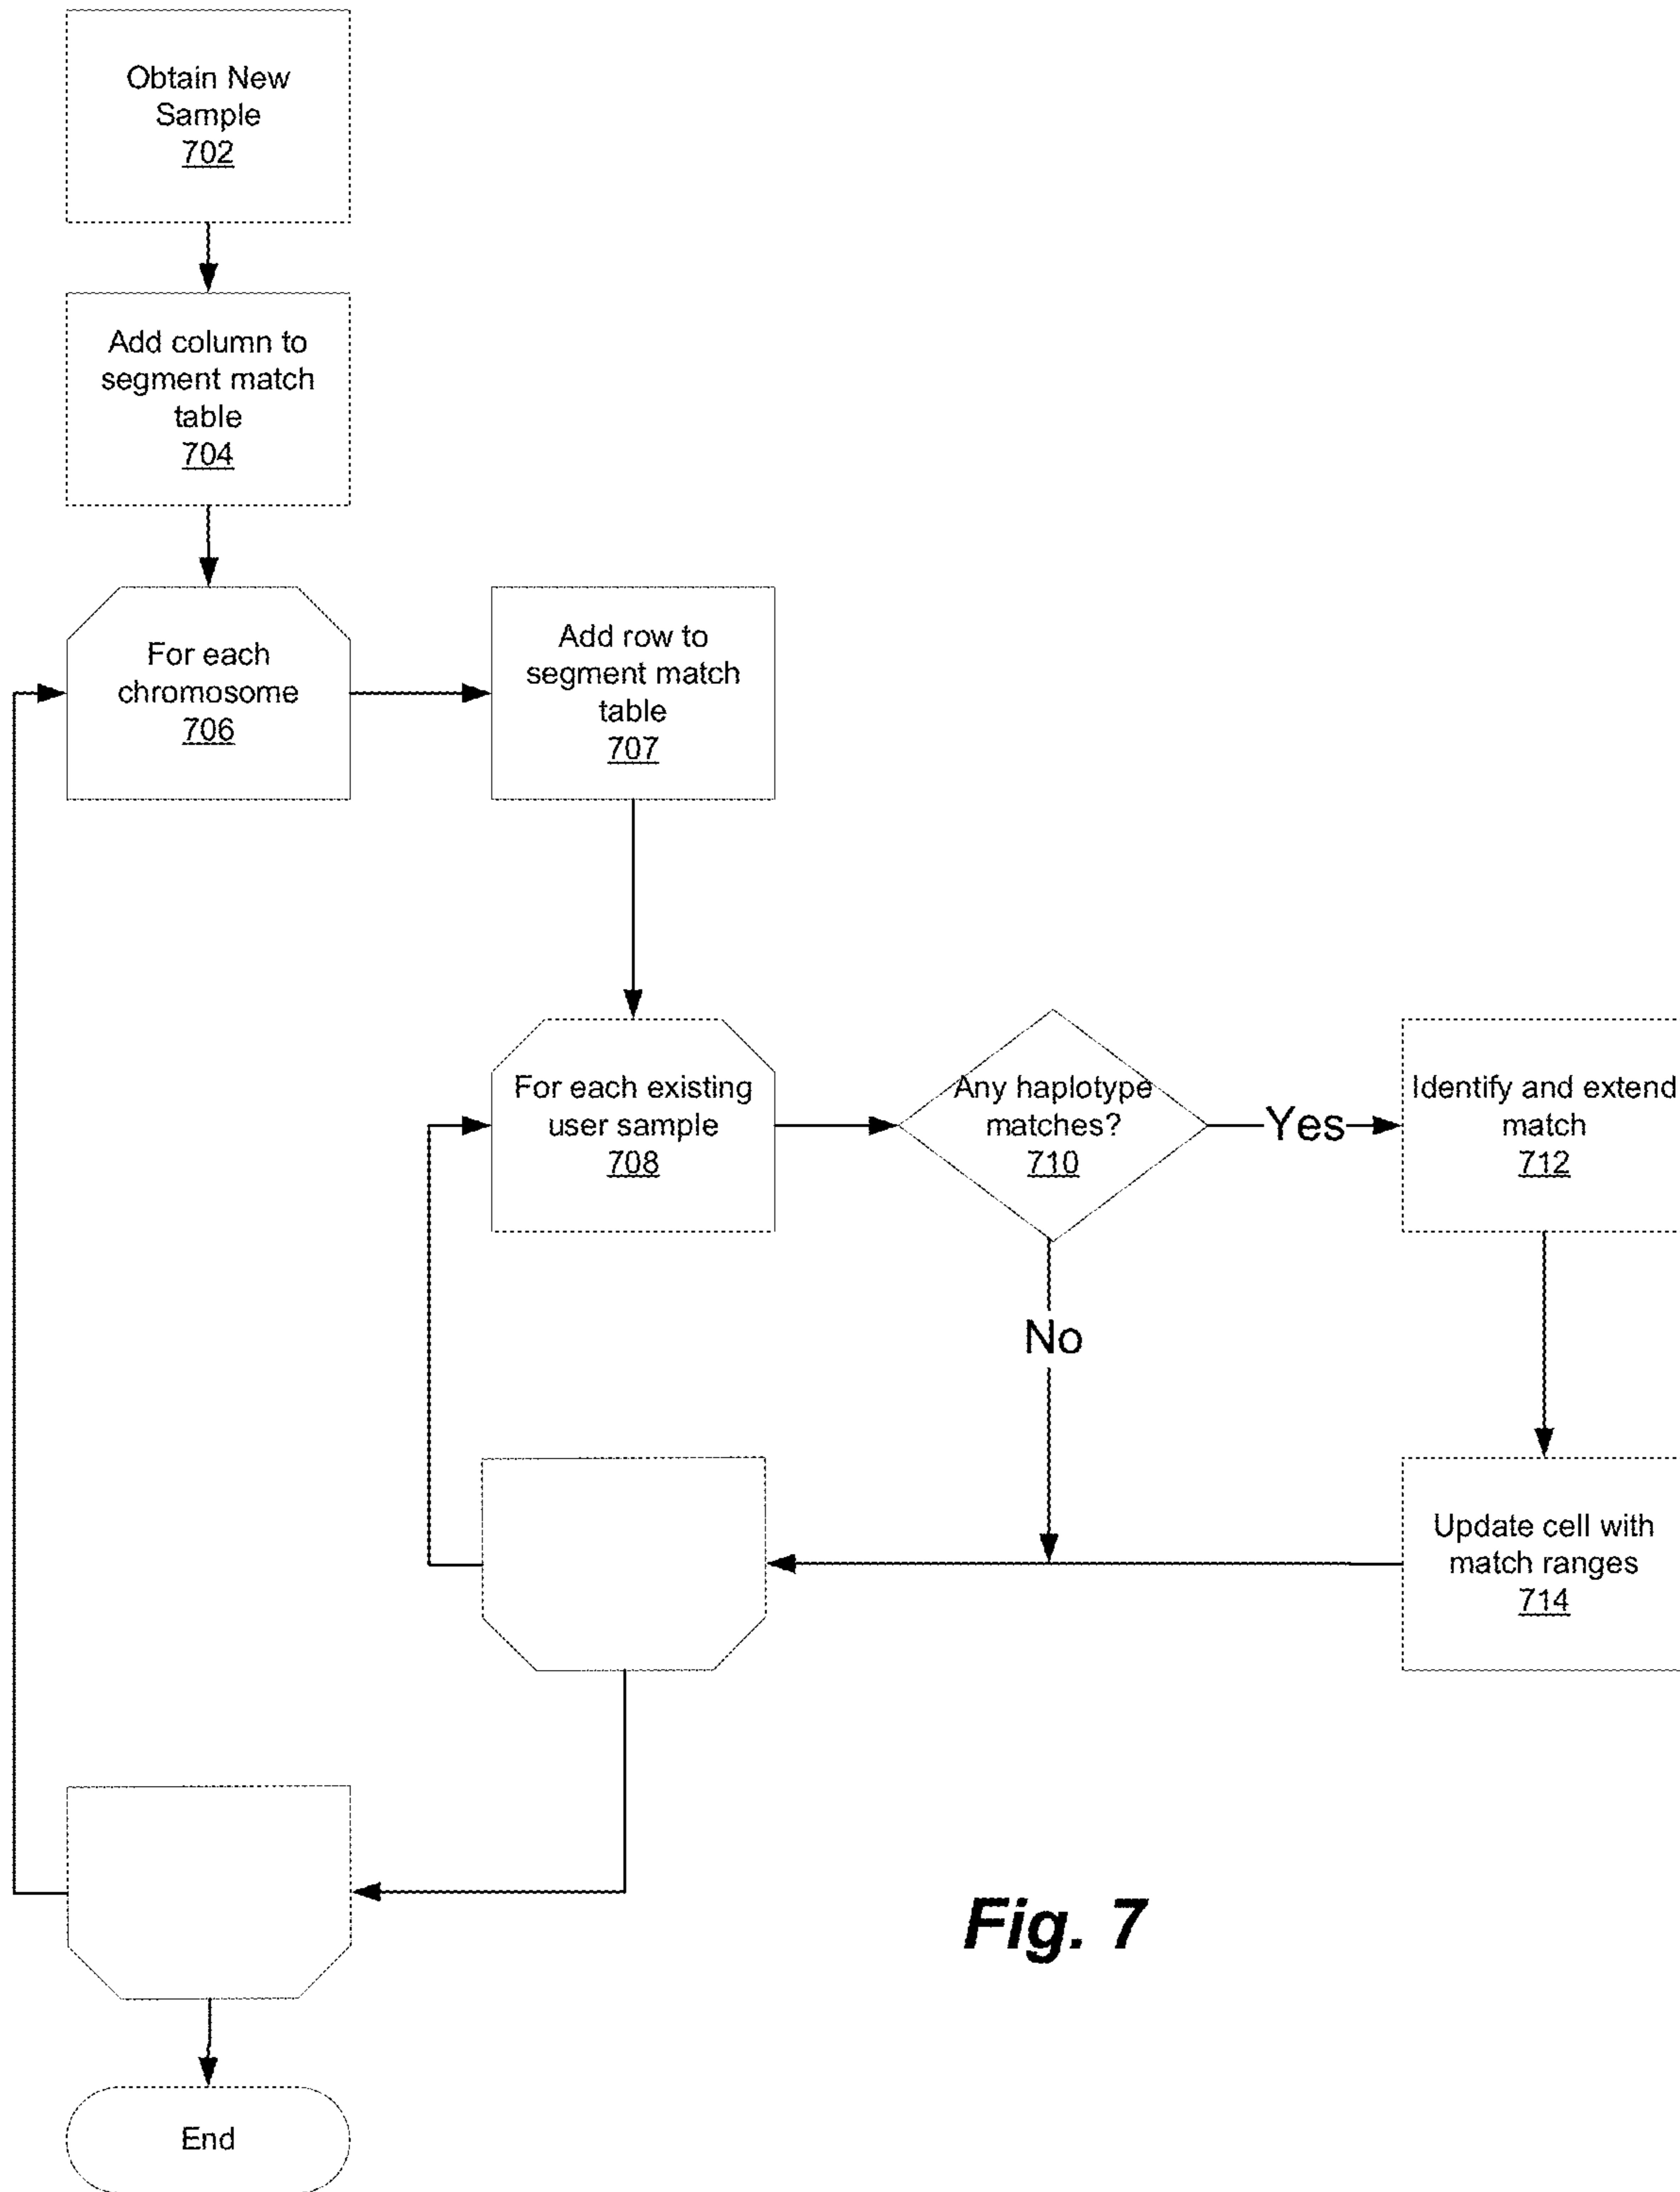 Obtain New
Sample
702
Add column to
segment match
table
704
For each
chromosome
706
Add row to
segment match
table
707
For each existing
user sample
708
Any haplotype
matches?
710
Yes
Identify and extend
match
712
No
Update cell with
match ranges
714
Fig. 7
End